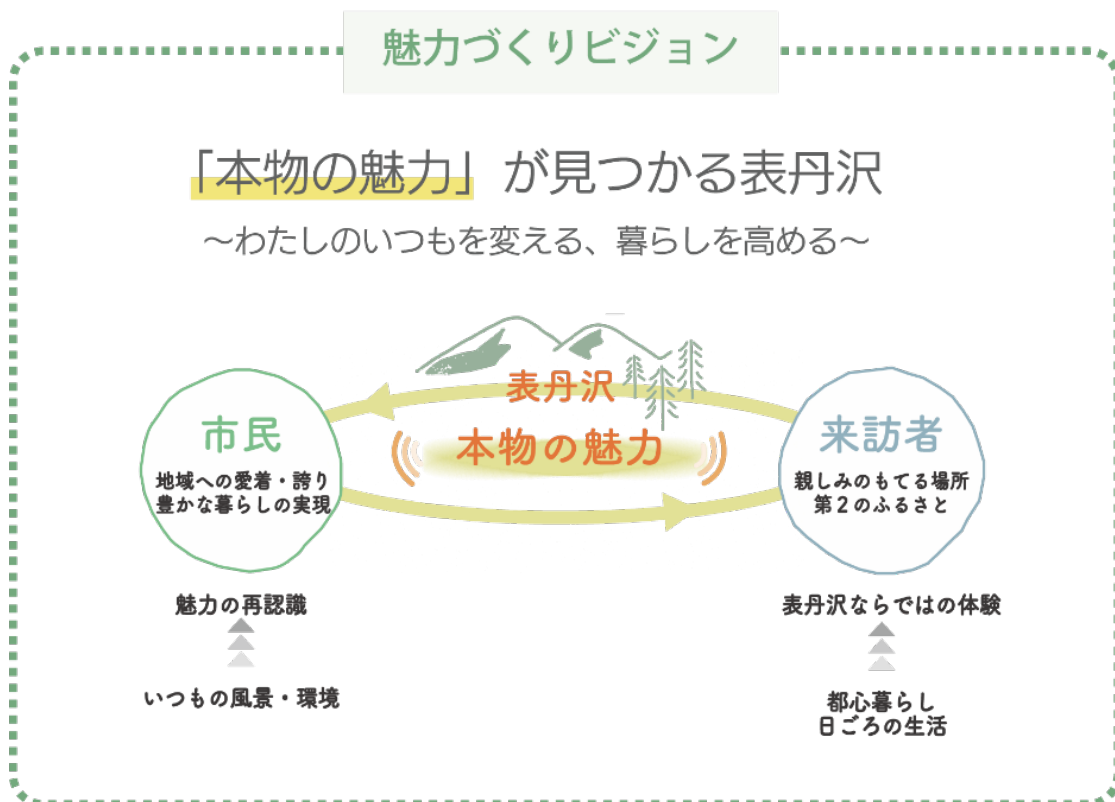 魅力づくりビジョン
「本物の魅力」が見つかる表丹沢
～わたしのいつもを変える、暮らしを高める～
表丹沢
本物の魅力
市民
地域への愛着・誇り
豊かな暮らしの実現
来訪者
親しみのもてる場所
第２のふるさと
魅力の再認識
いつもの風景・環境
表丹沢ならではの体験
都心暮らし
日ごろの生活